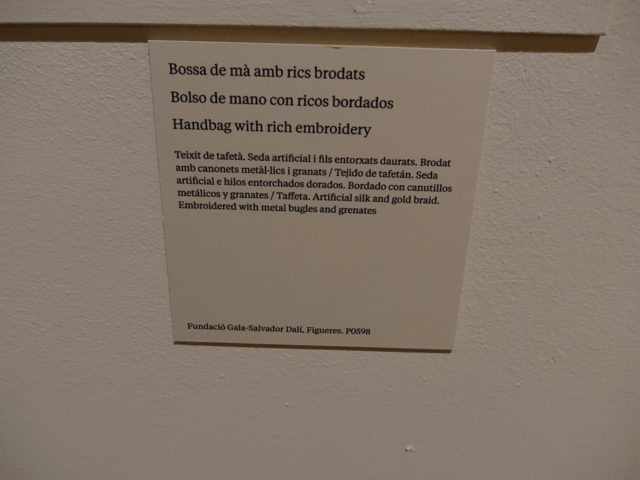 Bossa de mà amb rics brodats
Bolso de mano con ricos bordados
Handbag with rich embroidery
Teixit de tafetà. Seda artificial i fils entorxats daurats. Brodat
amb canonets metàl·lics i granats / Tejido de tafetán. Seda
artificial e hilos entorchados dorados. Bordado con canutillos
metálicos y granates / Taffeta. Artificial silk and gold braid.
Embroidered with metal bugles and grenates
Fundació Gala-Salvador Dalí, Figueres. P0598